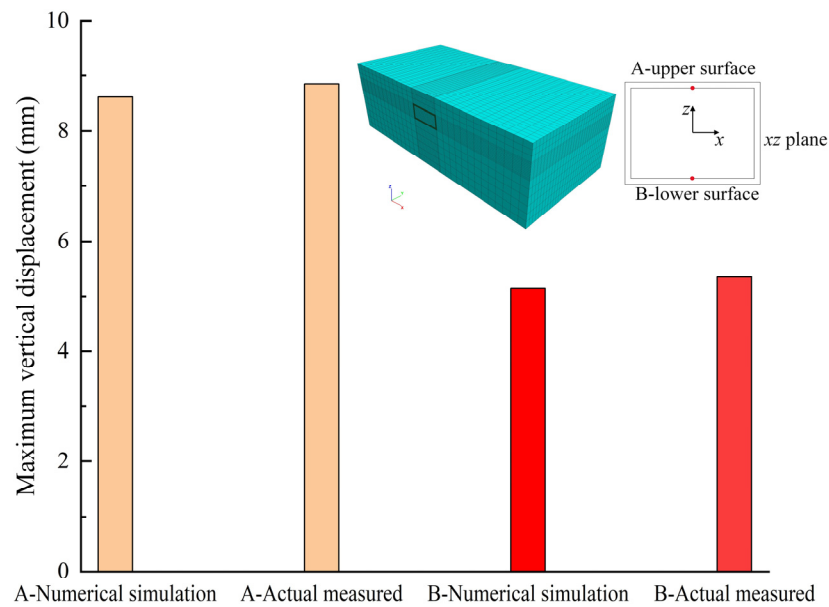 Maximum vertical displacement (mm)
10
8
6
4
2
0
A-upper surface
z
x
xz plane
B-lower surface
z
x
A-Numerical simulation
A-Actual measured
B-Numerical simulation
B-Actual measured